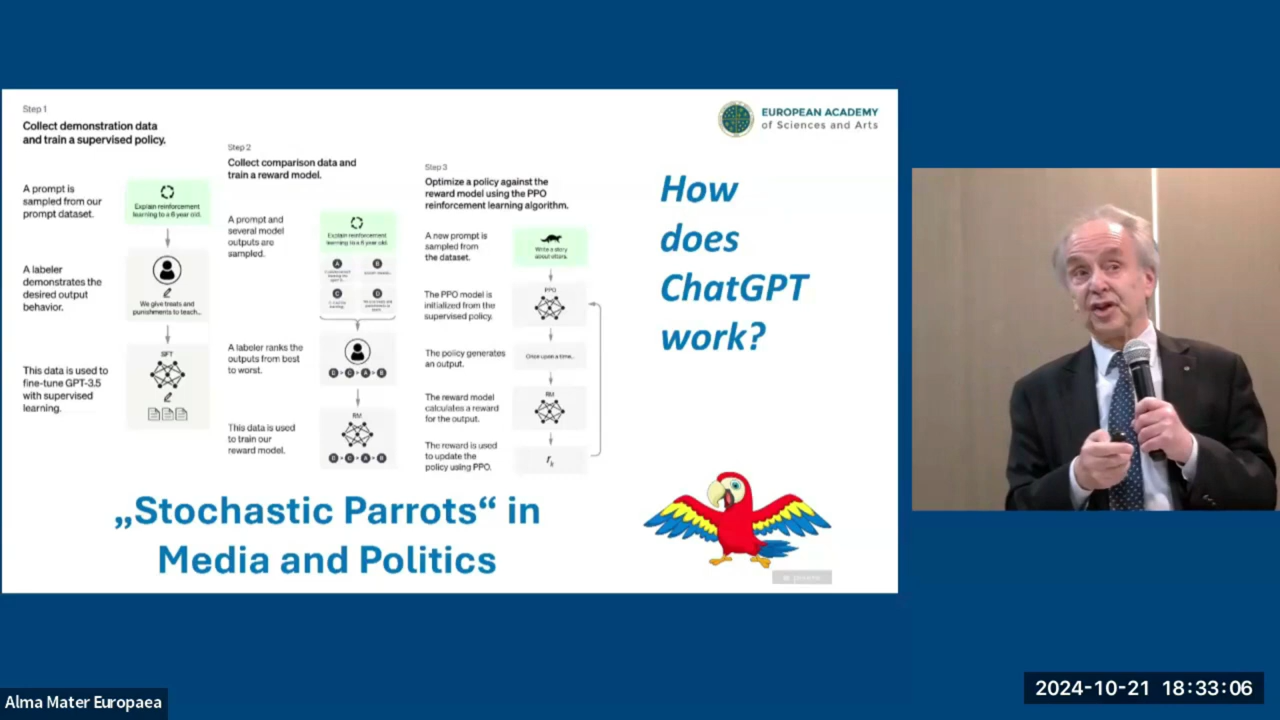 Step 1
Collect demonstration data
and train a supervised policy.
A prompt is
sampled from our
prompt dataset.
Explain reinforcement
learning to a 6 year old.
A labeler
demonstrates the
desired output
behavior.
We give treats and
punishments to teach...
This data is used to
fine-tune GPT-3.5
with supervised
learning.
SFT
Step 2
Collect comparison data and
train a reward model.
A prompt and
several model
outputs are
sampled.
Explain reinforcement
learning to a 6 year old.
A
B
C
D
A labeler ranks the
outputs from best
to worst.
D > C > A > B
This data is used
to train our
reward model.
RM
D > C > A > B
Step 3
Optimize a policy against the
reward model using the PPO
reinforcement learning algorithm.
A new prompt is
sampled from
the dataset.
Write a story
about otters.
The PPO model is
initialized from the
supervised policy.
PPO
The policy generates
an output.
Once upon a time...
The reward model
calculates a reward
for the output.
RM
The reward is used
to update the
policy using PPO.
rk
EUROPEAN ACADEMY
of Sciences and Arts
How
does
ChatGPT
work?
„Stochastic Parrots“ in
Media and Politics
Alma Mater Europaea
2024-10-21 18:33:06